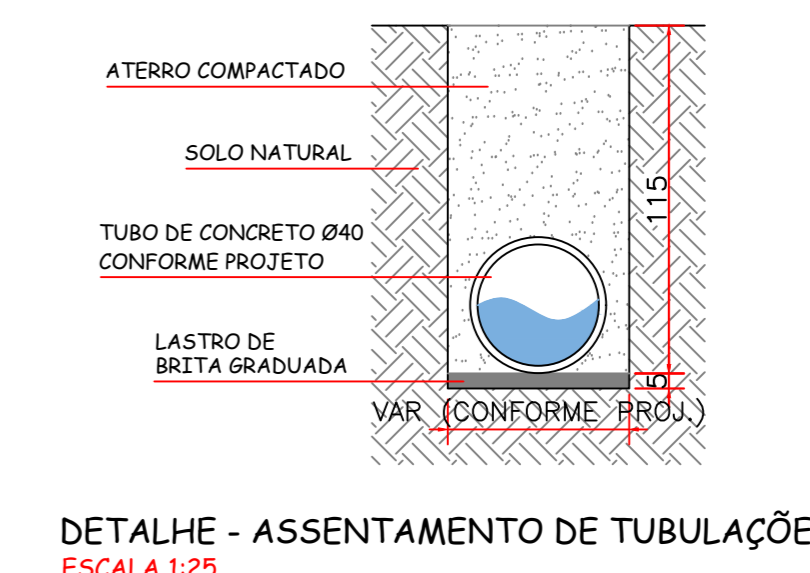 ATERRO COMPACTADO
SOLO NATURAL
TUBO DE CONCRETO Ø40
CONFORME PROJETO
LASTRO DE
BRITA GRADUADA
115
5
VAR (CONFORME PROJ.)
DETALHE - ASSENTAMENTO DE TUBULAÇÕE
ESCALA 1:25